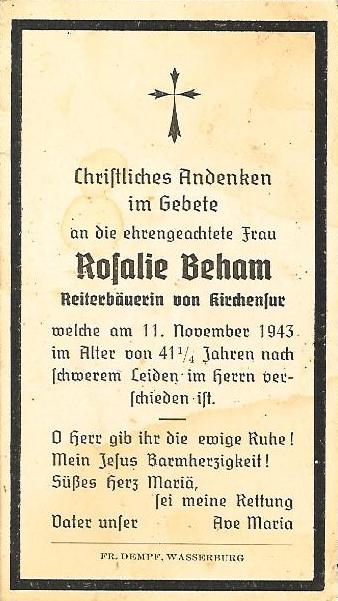 Christliches Andenken
im Gebete
an die ehrengeachtete Frau
Rosalie Beham
Reiterbäuerin von Kirchensur
welche am 11. November 1943
im Alter von 41 1/4 Jahren nach
schwerem Leiden im Herrn ver-
schieden ist.
O Herr gib ihr die ewige Ruhe!
Mein Jesus Barmherzigkeit!
Süßes Herz Mariä,
sei meine Rettung
Vater unser Ave Maria
FR. DEMPF, WASSERBURG